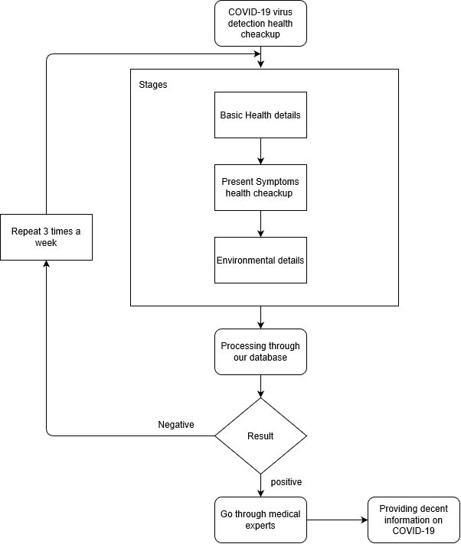 COVID-19 virus
detection health
cheackup
Stages
Basic Health details
Present Symptoms
health cheackup
Repeat 3 times a
week
Environmental details
Processing through
our database
Negative
Result
positive
Go through medical
experts
Providing decent
information on
COVID-19